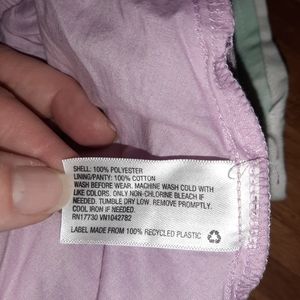 SHELL: 100% POLYESTER
LINING/PANTY: 100% COTTON
WASH BEFORE WEAR. MACHINE WASH COLD WITH
LIKE COLORS. ONLY NON-CHLORINE BLEACH IF
NEEDED. TUMBLE DRY LOW. REMOVE PROMPTLY.
COOL IRON IF NEEDED.
RN17730 VN1042782
LABEL MADE FROM 100% RECYCLED PLASTIC